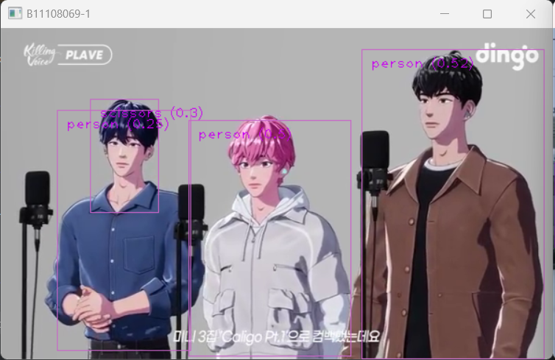 B11108069-1
Killing Voice PLAVE
dingo
person (0.52)
scissors (0.3)
person (0.25)
person (0.
미니 3집 'Caligo Pt.1'으로 컴백했는데요